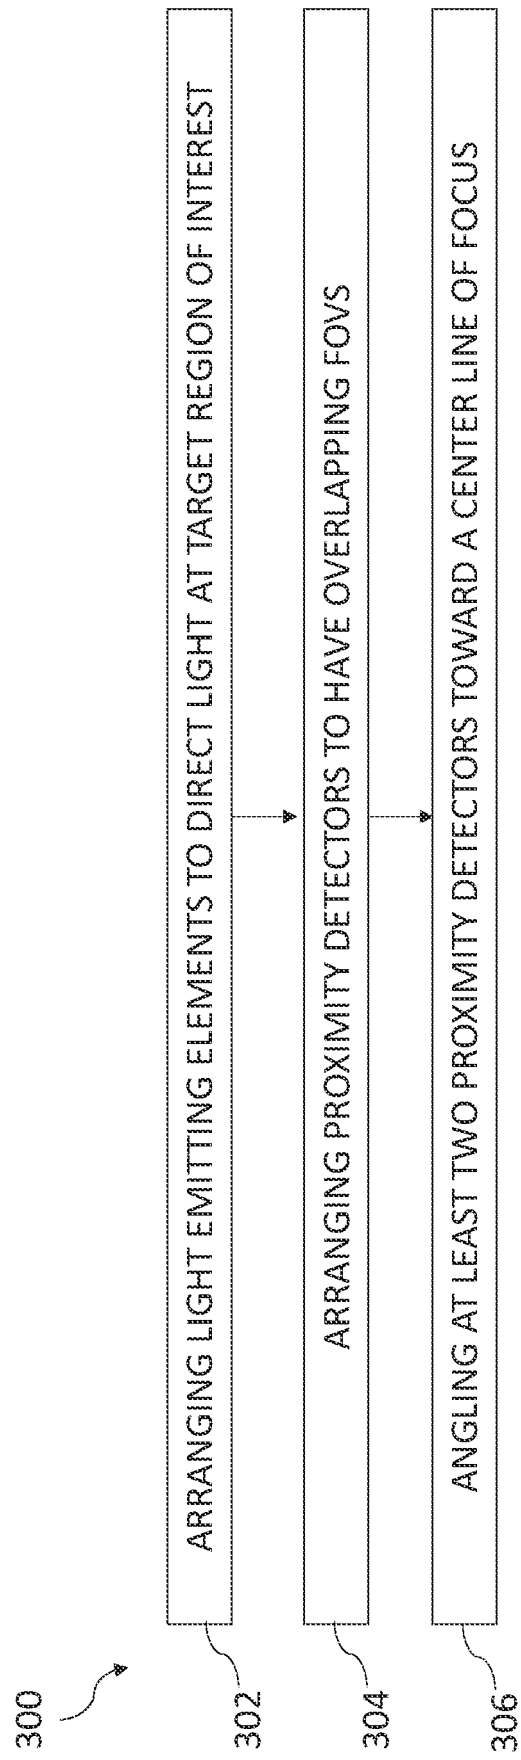 300
302
ARRANGING LIGHT EMITTING ELEMENTS TO DIRECT LIGHT AT TARGET REGION OF INTEREST
304
ARRANGING PROXIMITY DETECTORS TO HAVE OVERLAPPING FOVS
306
ANGLING AT LEAST TWO PROXIMITY DETECTORS TOWARD A CENTER LINE OF FOCUS